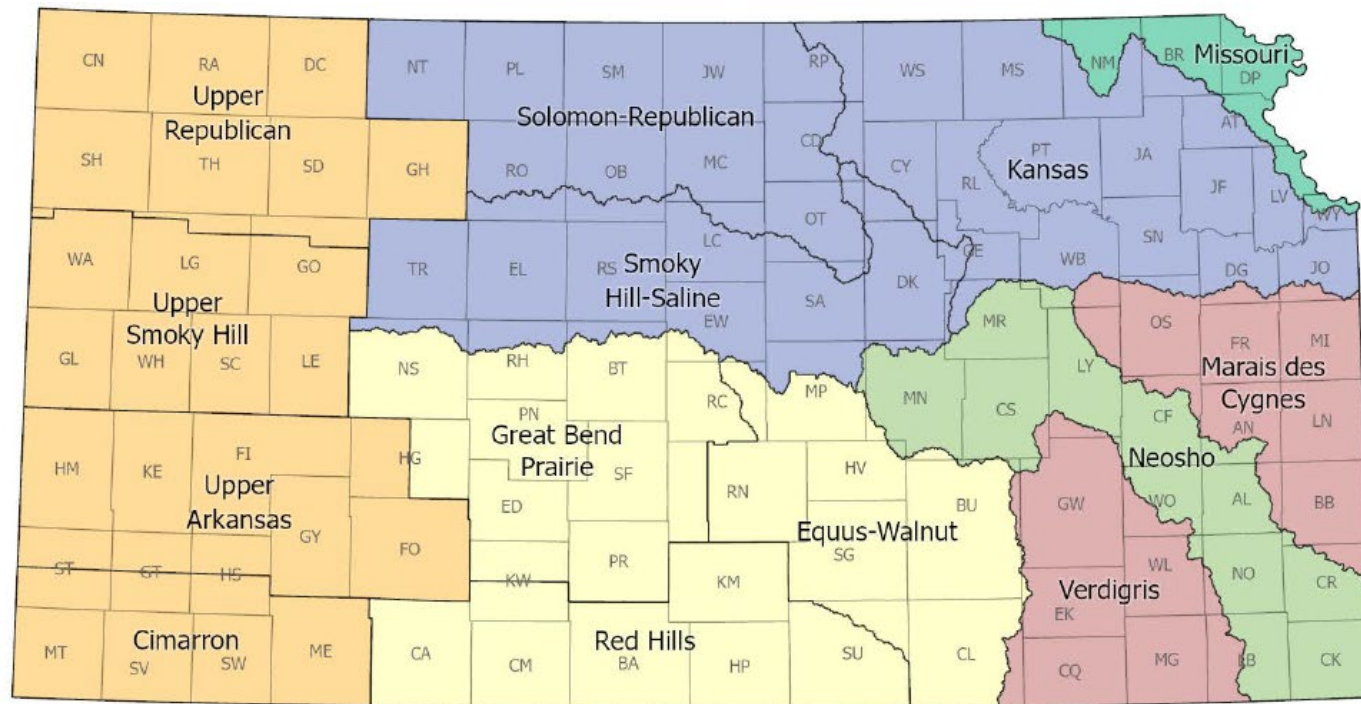 CN
RA
DC
NT
PL
SM
JW
RP
WS
MS
NM
BR
Missouri
DP
Upper
Republican
Solomon-Republican
SH
TH
SD
GH
RO
OB
MC
CD
CY
RL
PT
Kansas
JA
AT
JF
LV
WY
WA
LG
GO
TR
EL
RS
LC
OT
GE
WB
SN
DG
JO
Upper
Smoky Hill
Smoky
Hill-Saline
SA
DK
EW
GL
WH
SC
LE
NS
RH
BT
RC
MP
MR
LY
OS
FR
MI
Marais des
Cygnes
MN
CS
CF
AN
LN
PN
Great Bend
Prairie
HM
KE
FI
HG
Upper
Arkansas
GY
FO
ED
SF
RN
HV
BU
Equus-Walnut
SG
GW
Neosho
WO
AL
BB
ST
GT
HS
KW
PR
KM
Verdigris
WL
EK
NO
CR
MT
Cimarron
SV
SW
ME
CA
CM
Red Hills
BA
HP
SU
CL
CQ
MG
LB
CK